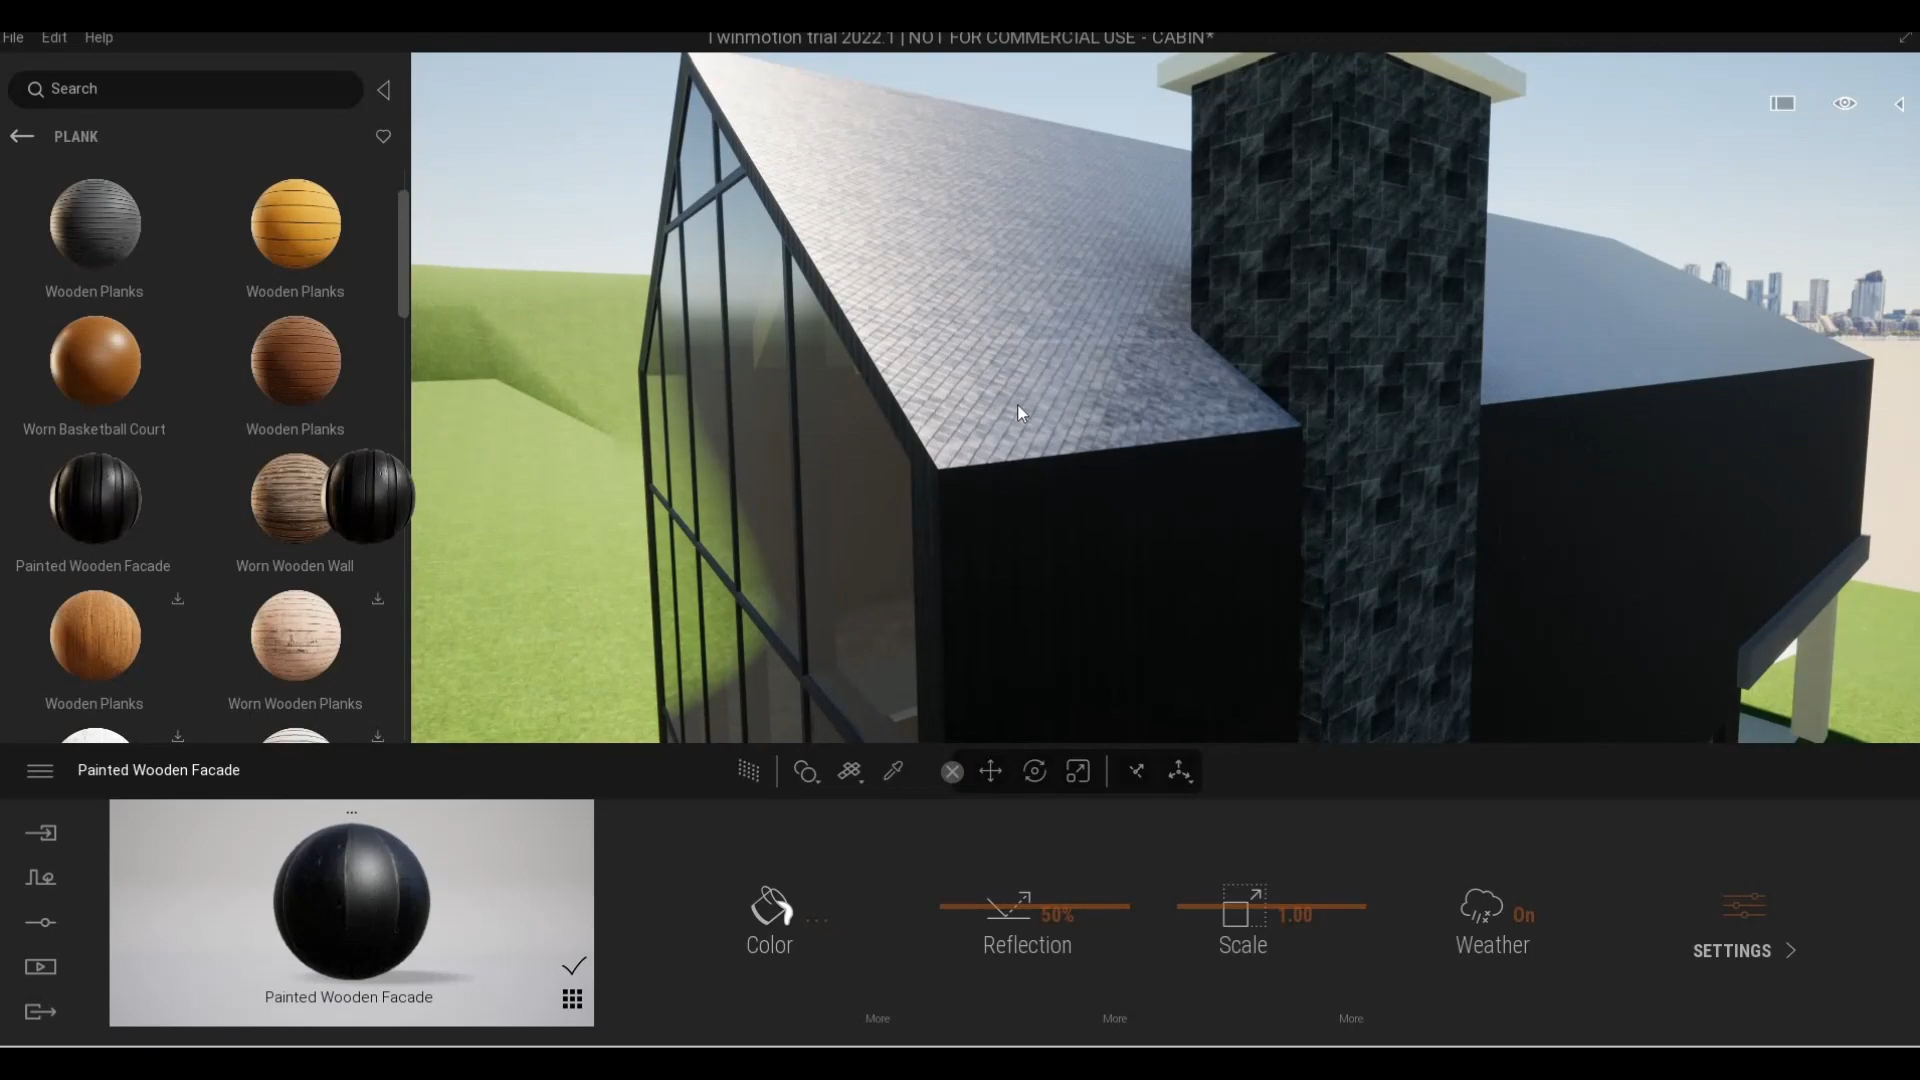 File Edit Help
Twinmotion trial 2022.1 | NOT FOR COMMERCIAL USE - CABIN*
Search
PLANK
Wooden Planks
Wooden Planks
Worn Basketball Court
Wooden Planks
Painted Wooden Facade
Worn Wooden Wall
Wooden Planks
Worn Wooden Planks
Painted Wooden Facade
...
Painted Wooden Facade
...
Color
50%
Reflection
1.00
Scale
On
Weather
SETTINGS
More
More
More